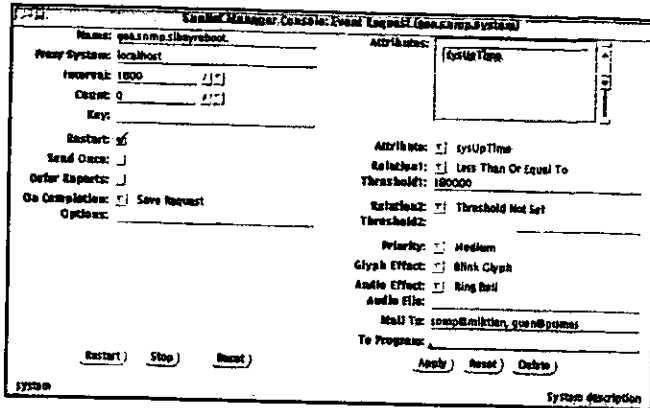 SunNet Manager Console: Event Request (gee.snmp.system)
Name:
Proxy System: localhost
Interval: 1800
Count: 0
Key:
Restart:
Send Once:
Defer Reports:
On Completion: Save Request
Options:
Restart
Stop
Reset
system
Attributes:
sysUpTime
Attribute: sysUpTime
Relation1: Less Than Or Equal To
Threshold1: 180000
Relation2: Threshold Not Set
Threshold2:
Priority: Medium
Glyph Effect: Blink Glyph
Audio Effect: Ring Bell
Audio File:
Mail To:
To Program:
Apply
Reset
Delete
System description